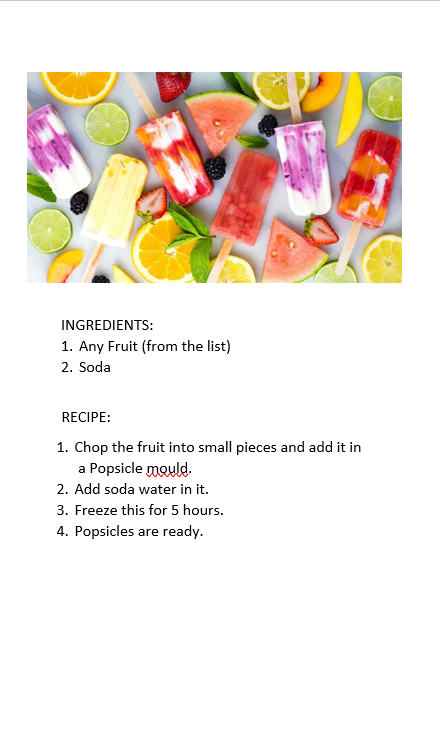 INGREDIENTS:
1. Any Fruit (from the list)
2. Soda
RECIPE:
1. Chop the fruit into small pieces and add it in
a Popsicle mould.
2. Add soda water in it.
3. Freeze this for 5 hours.
4. Popsicles are ready.